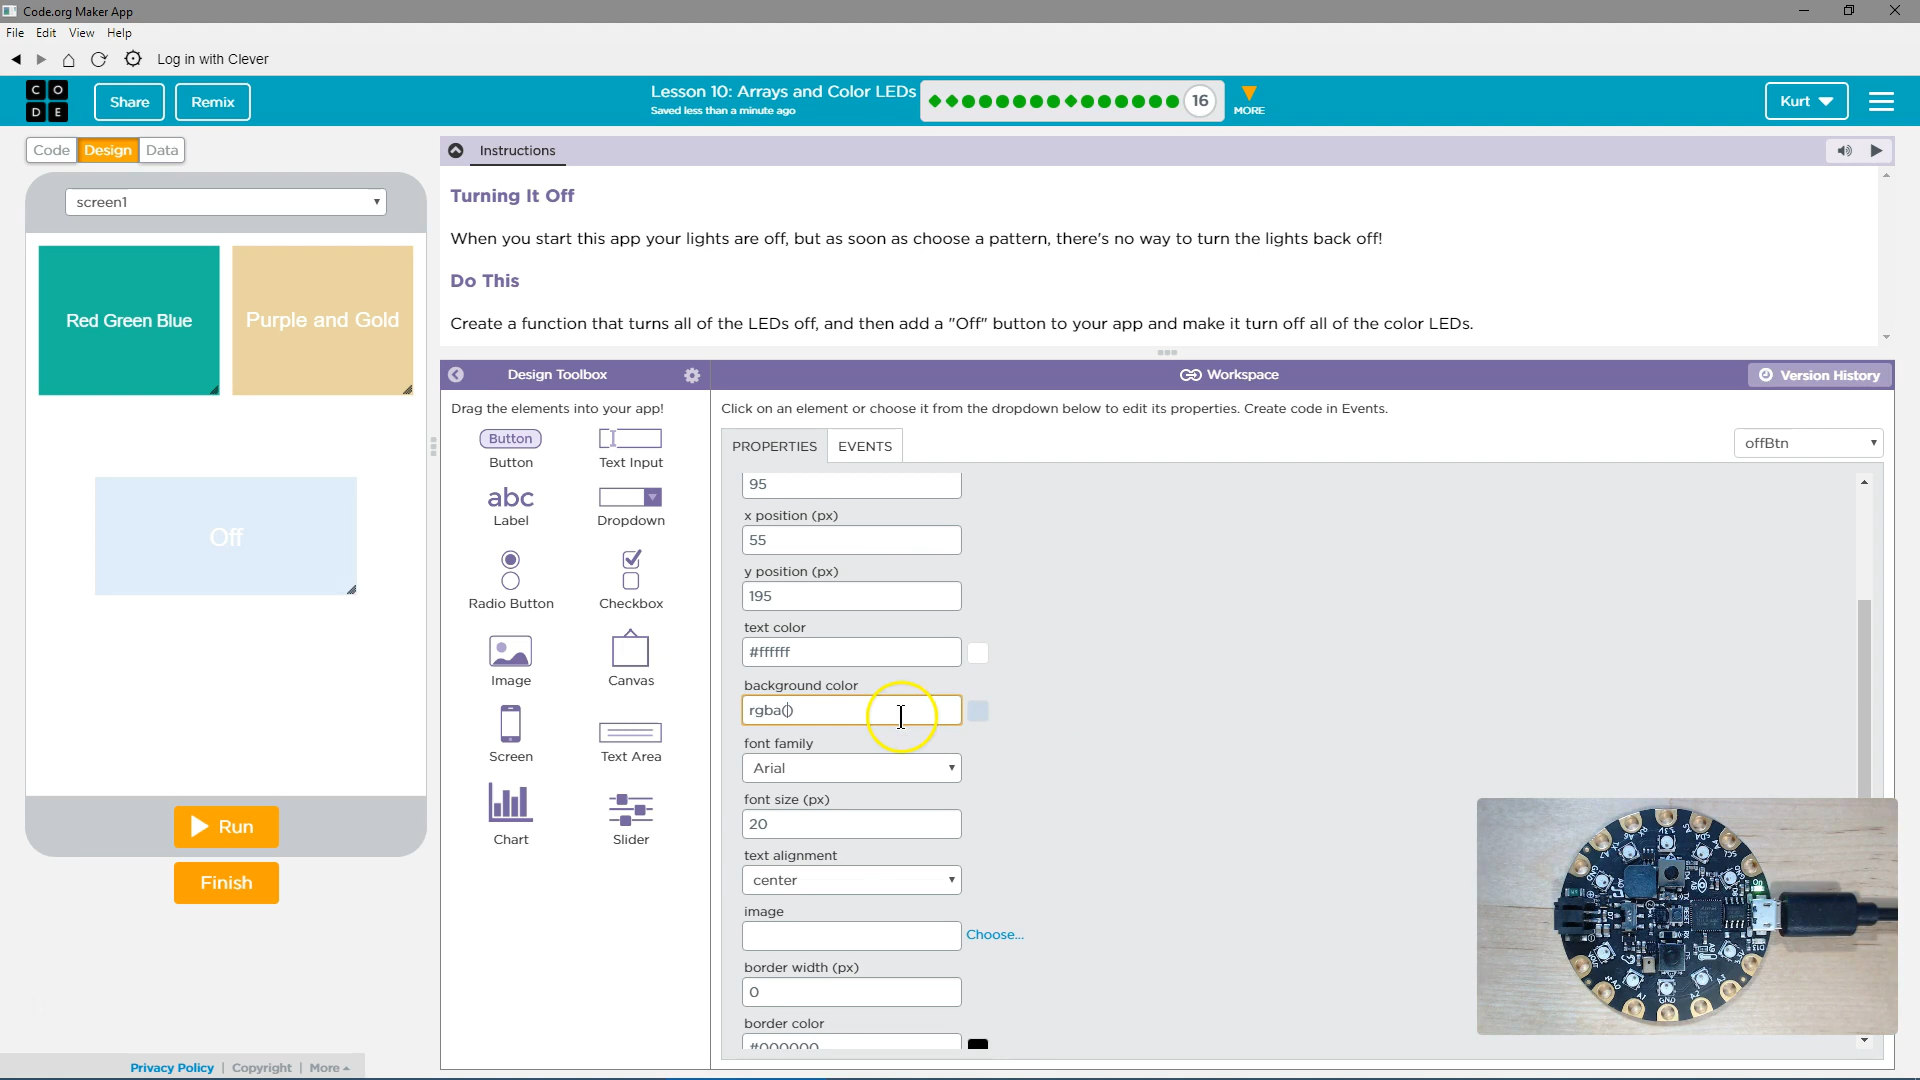 Code.org Maker App
File Edit View Help
Log in with Clever
C O D E
Share
Remix
Lesson 10: Arrays and Color LEDs
Saved less than a minute ago
16
MORE
Kurt
Code Design Data
screen1
Red Green Blue
Purple and Gold
Off
Run
Finish
Privacy Policy | Copyright | More
Instructions
Turning It Off
When you start this app your lights are off, but as soon as choose a pattern, there's no way to turn the lights back off!
Do This
Create a function that turns all of the LEDs off, and then add a "Off" button to your app and make it turn off all of the color LEDs.
Design Toolbox
Workspace
Version History
Drag the elements into your app!
Button
Button
Text Input
abc
Label
Dropdown
Radio Button
Checkbox
Image
Canvas
Screen
Text Area
Chart
Slider
Click on an element or choose it from the dropdown below to edit its properties. Create code in Events.
PROPERTIES
EVENTS
offBtn
95
x position (px)
55
y position (px)
195
text color
#ffffff
background color
rgba()
font family
Arial
font size (px)
20
text alignment
center
image
Choose...
border width (px)
0
border color
#000000